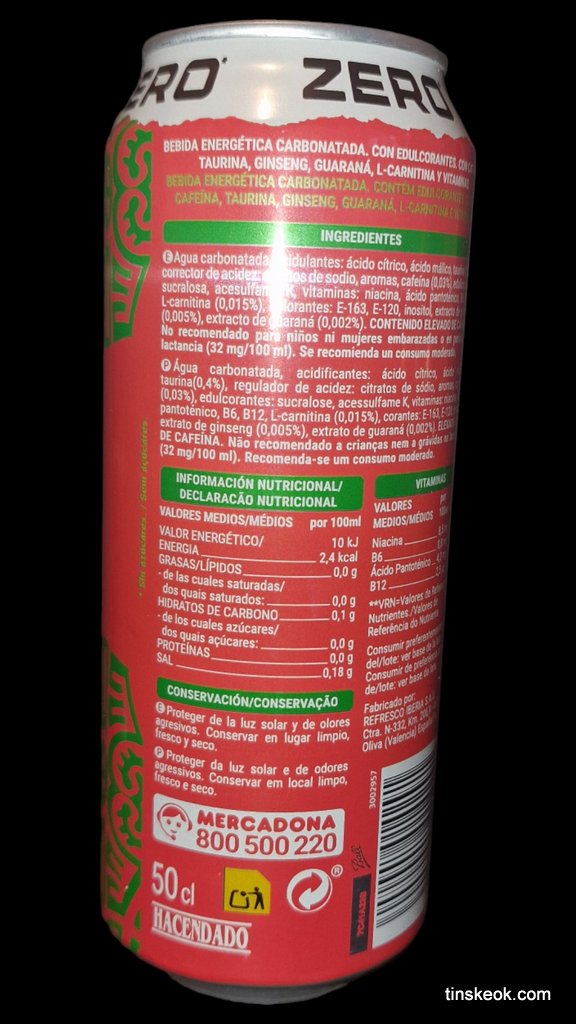 ERO*
ZERO
BEBIDA ENERGÉTICA CARBONATADA. CON EDULCORANTES. CON
TAURINA, GINSENG, GUARANÁ, L-CARNITINA Y
BEBIDA ENERGÉTICA CARBONATADA. CONTÉM
CAFEÍNA, TAURINA, GINSENG, GUARANÁ, L-CARNITINA E
INGREDIENTES
E Agua carbonatada, ácido cítrico, ácido málico,
corrector de acidez: de sodio, aromas, cafeína (0,03%),
sucralosa, acesulfamo K, vitaminas: niacina, ácido
L-carnitina (0,015%), E-163, E-120, inositol, extracto
(0,005%), extracto de guaraná (0,002%). CONTENIDO ELEVADO DE
No recomendado para niños ni mujeres embarazadas o en
lactancia (32 mg/100 ml). Se recomienda un consumo moderado.
P Água carbonatada, acidificantes: ácido cítrico, ácido
taurina(0,4%), regulador de acidez: citratos de sódio,
(0,03%), edulcorantes: sucralose, acessulfame K, vitaminas:
pantoténico, B6, B12, L-carnitina (0,015%), corantes: E-163,
extrato de ginseng (0,005%), extrato de guaraná (0,002%).
DE CAFEÍNA. Não recomendado a crianças nem a grávidas
(32 mg/100 ml). Recomenda-se um consumo moderado.
* Sin azúcares. / Sem açúcares.
INFORMACIÓN NUTRICIONAL/
DECLARAÇÃO NUTRICIONAL
VALORES MEDIOS/MÉDIOS por 100ml
VALOR ENERGÉTICO/ 10 kJ
ENERGIA 2,4 kcal
GRASAS/LÍPIDOS 0,0 g
- de las cuales saturadas/
dos quais saturados: 0,0 g
HIDRATOS DE CARBONO 0,1 g
- de los cuales azúcares/
dos quais açúcares: 0,0 g
PROTEÍNAS 0,0 g
SAL 0,18 g
VITAMINAS
VALORES por
MEDIOS/MÉDIOS
Niacina
B6
Ácido Pantoténico
B12
**VRN=Valores de
Nutrientes /Valores de
Referência do
Consumir
del/lote: ver base de
Consumir de
de/lote: ver base da
Fabricado por:
REFRESCO IBERIA
Ctra. N-332, Km.
Oliva (Valencia)
CONSERVACIÓN/CONSERVAÇÃO
E Proteger de la luz solar y de olores
agresivos. Conservar en lugar limpio,
fresco y seco.
P Proteger da luz solar e de odores
agressivos. Conservar em local limpo,
fresco e seco.
MERCADONA
800 500 220
3002957
Ball
50 cl
®
HACENDADO
tinskeok.com